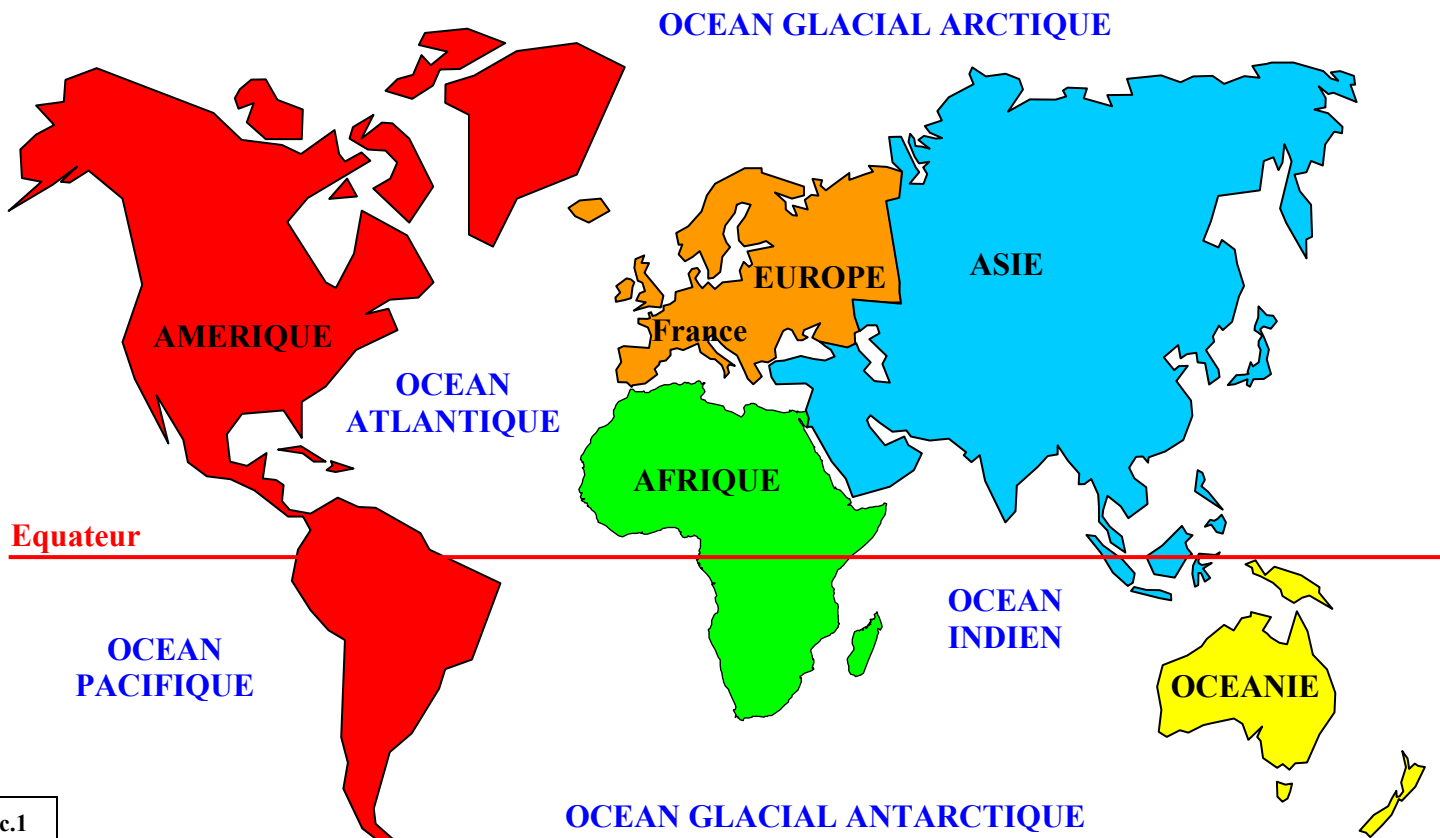 OCEAN GLACIAL ARCTIQUE
EUROPE
ASIE
AMERIQUE
France
OCEAN
ATLANTIQUE
AFRIQUE
Equateur
OCEAN
INDIEN
OCEAN
PACIFIQUE
OCEANIE
OCEAN GLACIAL ANTARCTIQUE
c.1